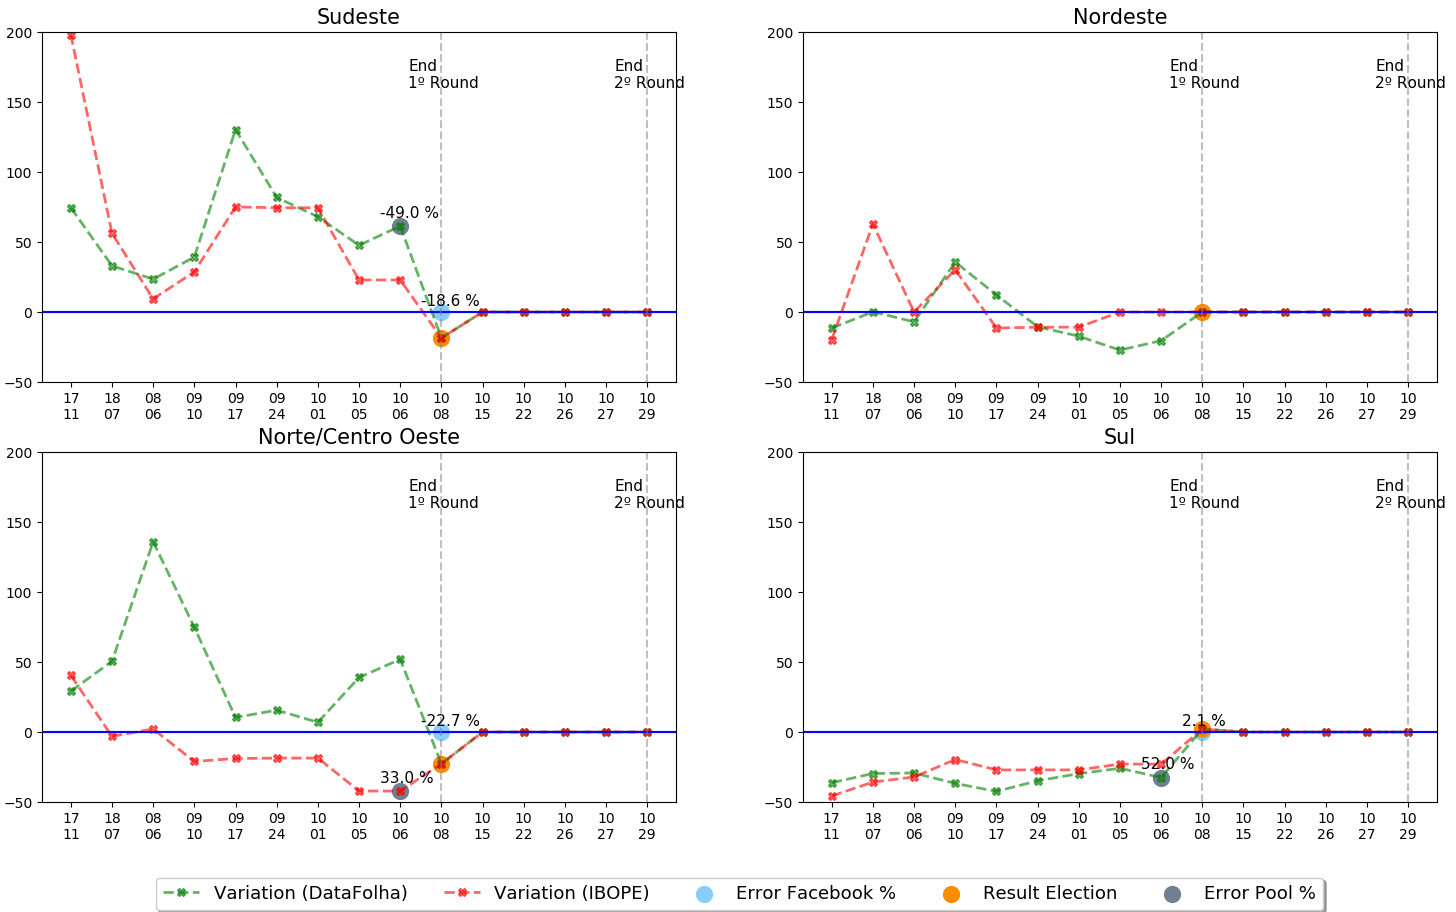 Sudeste
200
150
100
50
0
−50
End
1º Round
End
2º Round
-49.0 %
-18.6 %
17 18 08 09 09 09 10 10 10 10 10 10 10 10 10
11 07 06 10 17 24 01 05 06 08 15 22 26 27 29
Nordeste
200
150
100
50
0
−50
End
1º Round
End
2º Round
17 18 08 09 09 09 10 10 10 10 10 10 10 10 10
11 07 06 10 17 24 01 05 06 08 15 22 26 27 29
Norte/Centro Oeste
200
150
100
50
0
−50
End
1º Round
End
2º Round
-22.7 %
33.0 %
17 18 08 09 09 09 10 10 10 10 10 10 10 10 10
11 07 06 10 17 24 01 05 06 08 15 22 26 27 29
Sul
200
150
100
50
0
−50
End
1º Round
End
2º Round
2.1 %
52.0 %
17 18 08 09 09 09 10 10 10 10 10 10 10 10 10
11 07 06 10 17 24 01 05 06 08 15 22 26 27 29
Variation (DataFolha) Variation (IBOPE) Error Facebook % Result Election Error Pool %